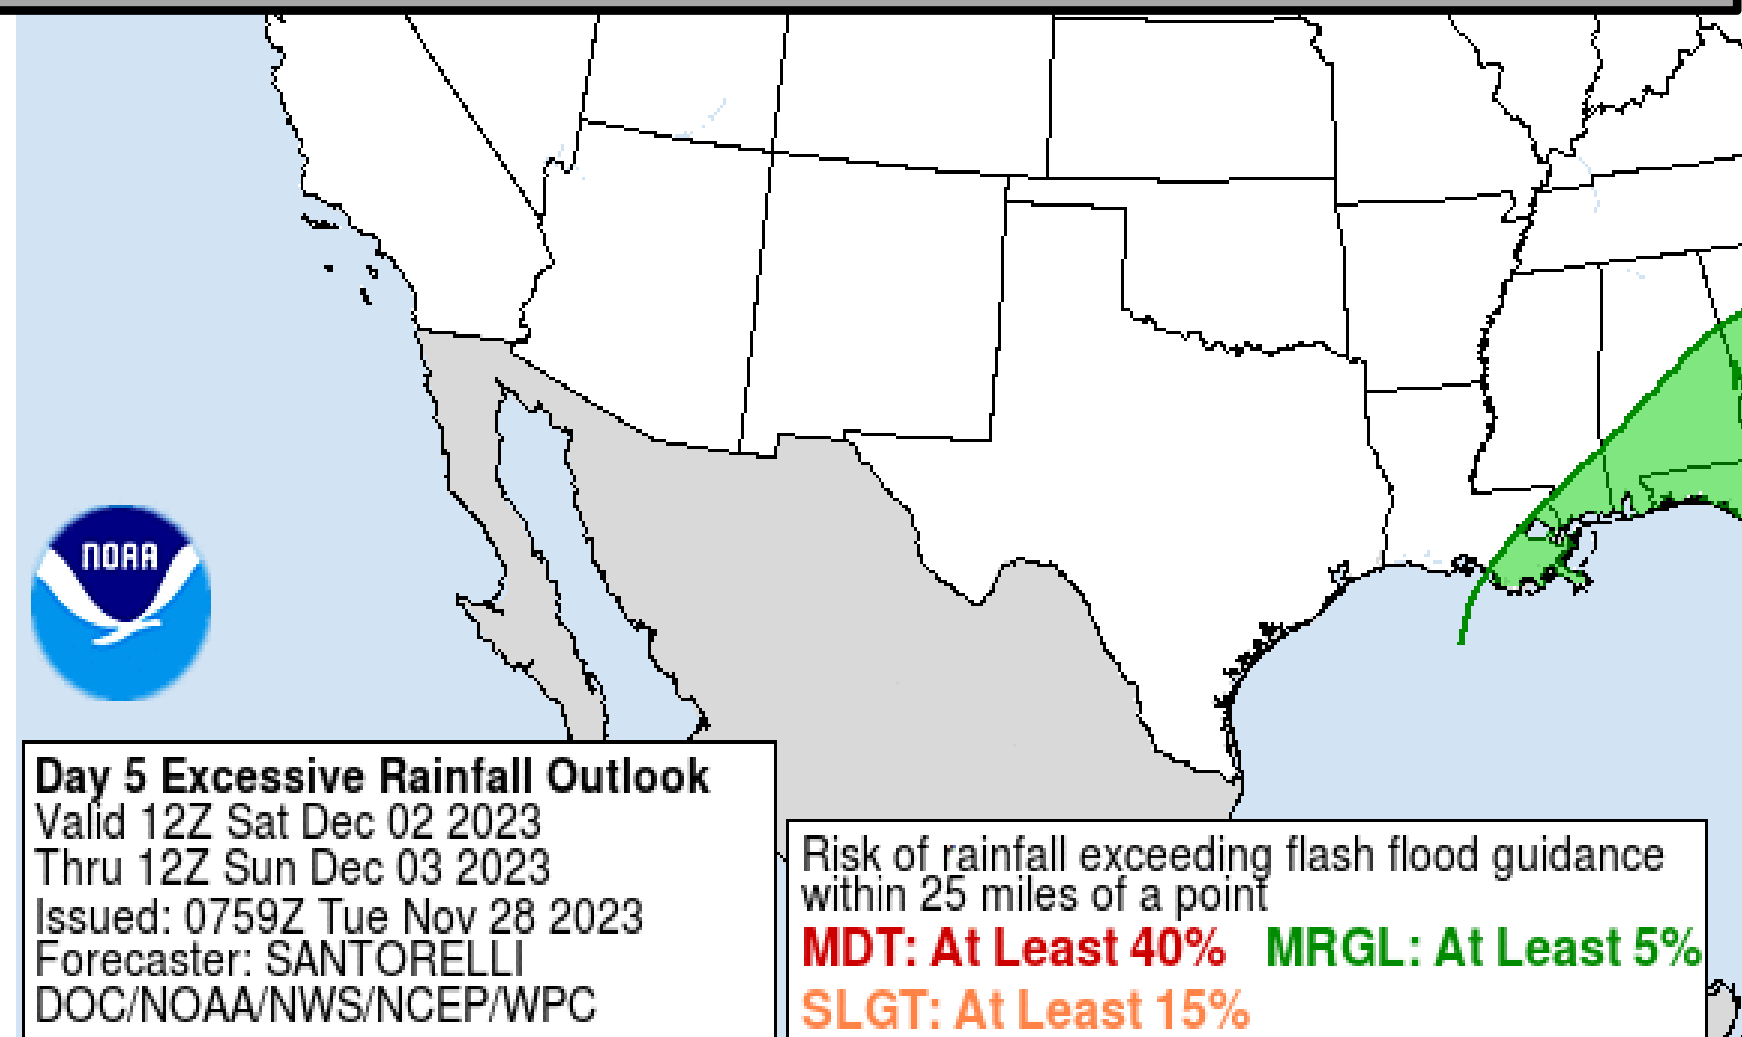 NOAA
Day 5 Excessive Rainfall Outlook
Valid 12Z Sat Dec 02 2023
Thru 12Z Sun Dec 03 2023
Issued: 0759Z Tue Nov 28 2023
Forecaster: SANTORELLI
DOC/NOAA/NWS/NCEP/WPC
Risk of rainfall exceeding flash flood guidance
within 25 miles of a point
MDT: At Least 40% MRGL: At Least 5%
SLGT: At Least 15%